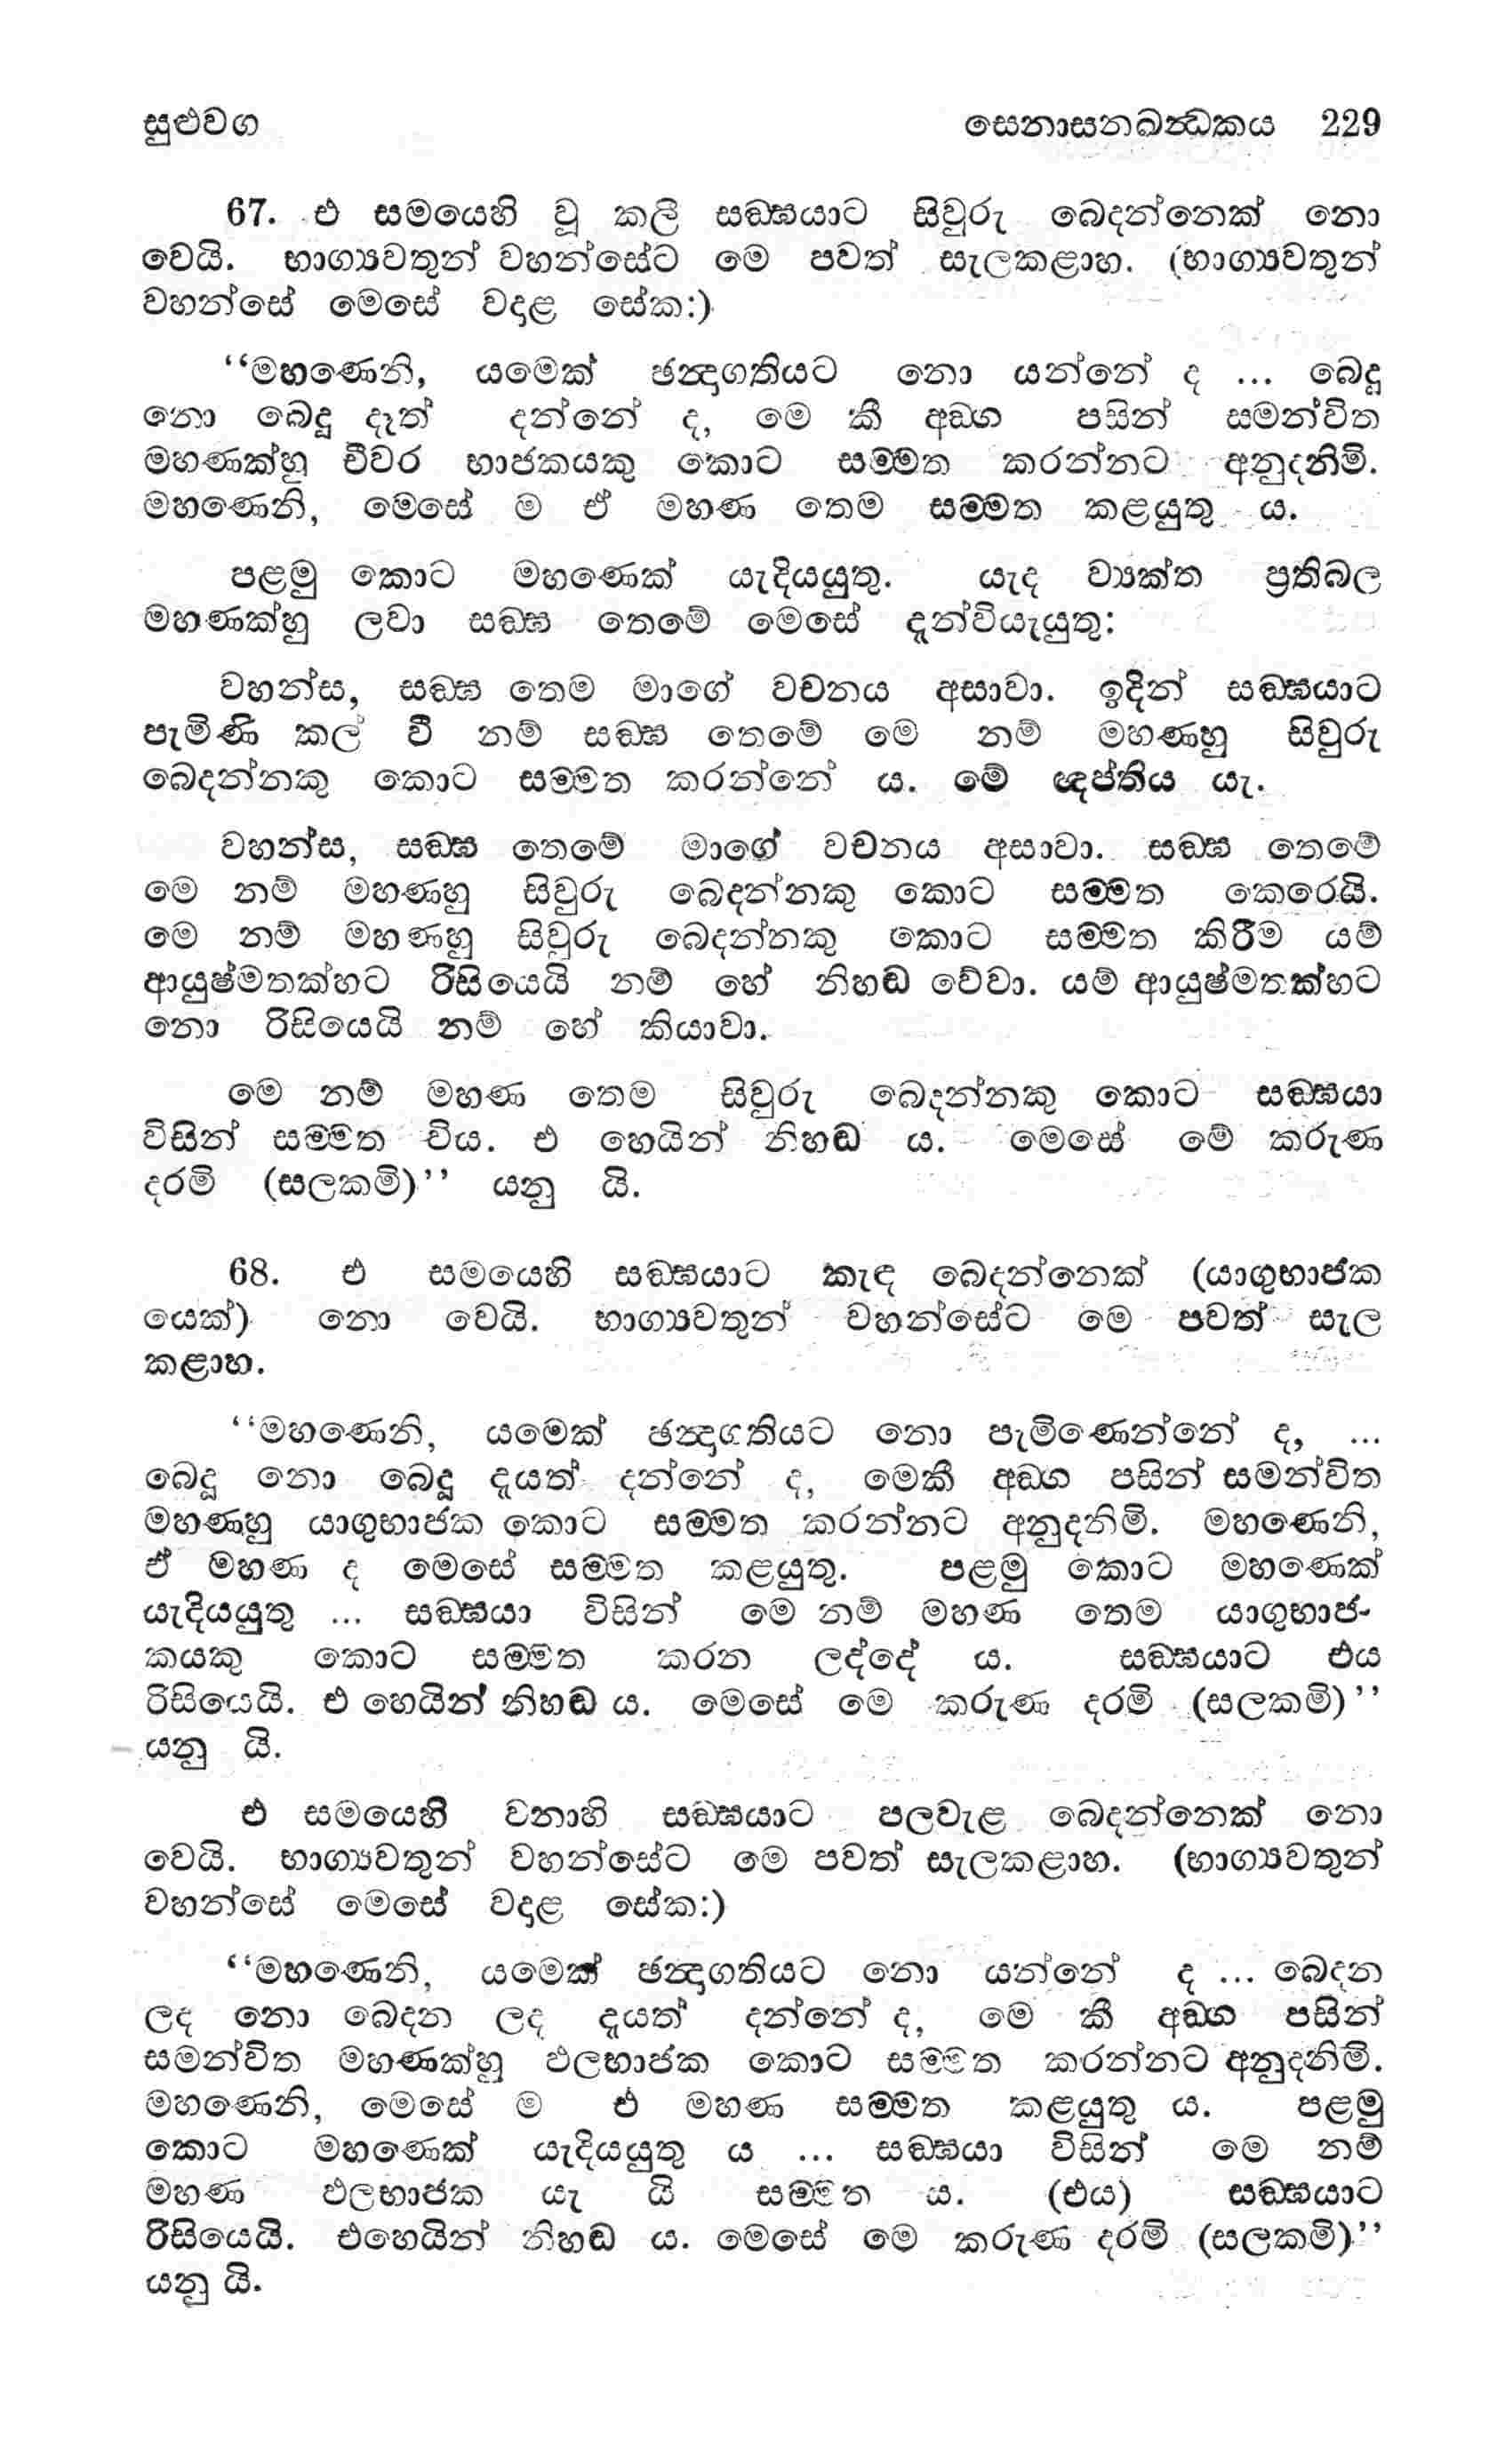 සුළුවග සෙනාසනඛන්‍ධකය 229
67. එ සමයෙහි වූ කලී සඞ්ඝයාට සිවුරු බෙදන්නෙක් නො
වෙයි. භාග්‍යවතුන් වහන්සේට මෙ පවත් සැලකළාහ. (භාග්‍යවතුන්
වහන්සේ මෙසේ වදාළ සේක:)
‘‘මහණෙනි, යමෙක් ඡන්‍දාගතියට නො යන්නේ ද ... බෙදූ
නො බෙදූ දෑත් දන්නේ ද, මෙ කී අඞ්ග පසින් සමන්විත
මහණක්හු චීවර භාජකයකු කොට සම්මත කරන්නට අනුදනිමි.
මහණෙනි, මෙසේ ම ඒ මහණ තෙම සම්මත කළයුතු ය.
පළමු කොට මහණෙක් යැදියයුතු. යැද ව්‍යක්ත ප්‍රතිබල
මහණක්හු ලවා සඞ්ඝ තෙමේ මෙසේ දැන්වියැයුතු:
වහන්ස, සඞ්ඝ තෙම මාගේ වචනය අසාවා. ඉදින් සඞ්ඝයාට
පැමිණි කල් වී නම් සඞ්ඝ තෙමේ මෙ නම් මහණහු සිවුරු
බෙදන්නකු කොට සම්මත කරන්නේ ය. මේ ඥප්තිය යැ.
වහන්ස, සඞ්ඝ තෙමේ මාගේ වචනය අසාවා. සඞ්ඝ තෙමේ
මෙ නම් මහණහු සිවුරු බෙදන්නකු කොට සම්මත කෙරෙයි.
මෙ නම් මහණහු සිවුරු බෙදන්නකු කොට සම්මත කිරීම යම්
ආයුෂ්මතක්හට රිසියෙයි නම් හේ නිහඬ වේවා. යම් ආයුෂ්මතක්හට
නො රිසියෙයි නම් හේ කියාවා.
මෙ නම් මහණ තෙම සිවුරු බෙදන්නකු කොට සඞ්ඝයා
විසින් සම්මත විය. එ හෙයින් නිහඬ ය. මෙසේ මේ කරුණ
දරමි (සලකමි)’’ යනු යි.
68. එ සමයෙහි සඞ්ඝයාට කැඳ බෙදන්නෙක් (යාගුභාජක
යෙක්) නො වෙයි. භාග්‍යවතුන් වහන්සේට මෙ පවත් සැල
කළාහ.
‘‘මහණෙනි, යමෙක් ඡන්‍දාගතියට නො පැමිණෙන්නේ ද, ...
බෙදූ නො බෙදූ දෑයත් දන්නේ ද, මෙකී අඞ්ග පසින් සමන්විත
මහණහු යාගුභාජක කොට සම්මත කරන්නට අනුදනිමි. මහණෙනි,
ඒ මහණ ද මෙසේ සම්මත කළයුතු. පළමු කොට මහණෙක්
යැදියයුතු ... සඞ්ඝයා විසින් මෙ නම් මහණ තෙම යාගුභාජ-
කයකු කොට සම්මත කරන ලද්දේ ය. සඞ්ඝයාට එය
රිසියෙයි. එ හෙයින් නිහඬ ය. මෙසේ මෙ කරුණ දරමි (සලකමි)’’
යනු යි.
එ සමයෙහි වනාහි සඞ්ඝයාට පලවැළ බෙදන්නෙක් නො
වෙයි. භාග්‍යවතුන් වහන්සේට මෙ පවත් සැලකළාහ. (භාග්‍යවතුන්
වහන්සේ මෙසේ වදාළ සේක:)
‘‘මහණෙනි, යමෙක් ඡන්‍දාගතියට නො යන්නේ ද ... බෙදන
ලද නො බෙදන ලද දෑයත් දන්නේ ද, මෙ කී අඞ්ග පසින්
සමන්විත මහණක්හු ඵලභාජක කොට සම්මත කරන්නට අනුදනිමි.
මහණෙනි, මෙසේ ම එ මහණ සම්මත කළයුතු ය. පළමු
කොට මහණෙක් යැදියයුතු ය ... සඞ්ඝයා විසින් මෙ නම්
මහණ ඵලභාජක යැ යි සම්මත ය. (එය) සඞ්ඝයාට
රිසියෙයි. එහෙයින් නිහඬ ය. මෙසේ මෙ කරුණ දරමි (සලකමි)’’
යනු යි.